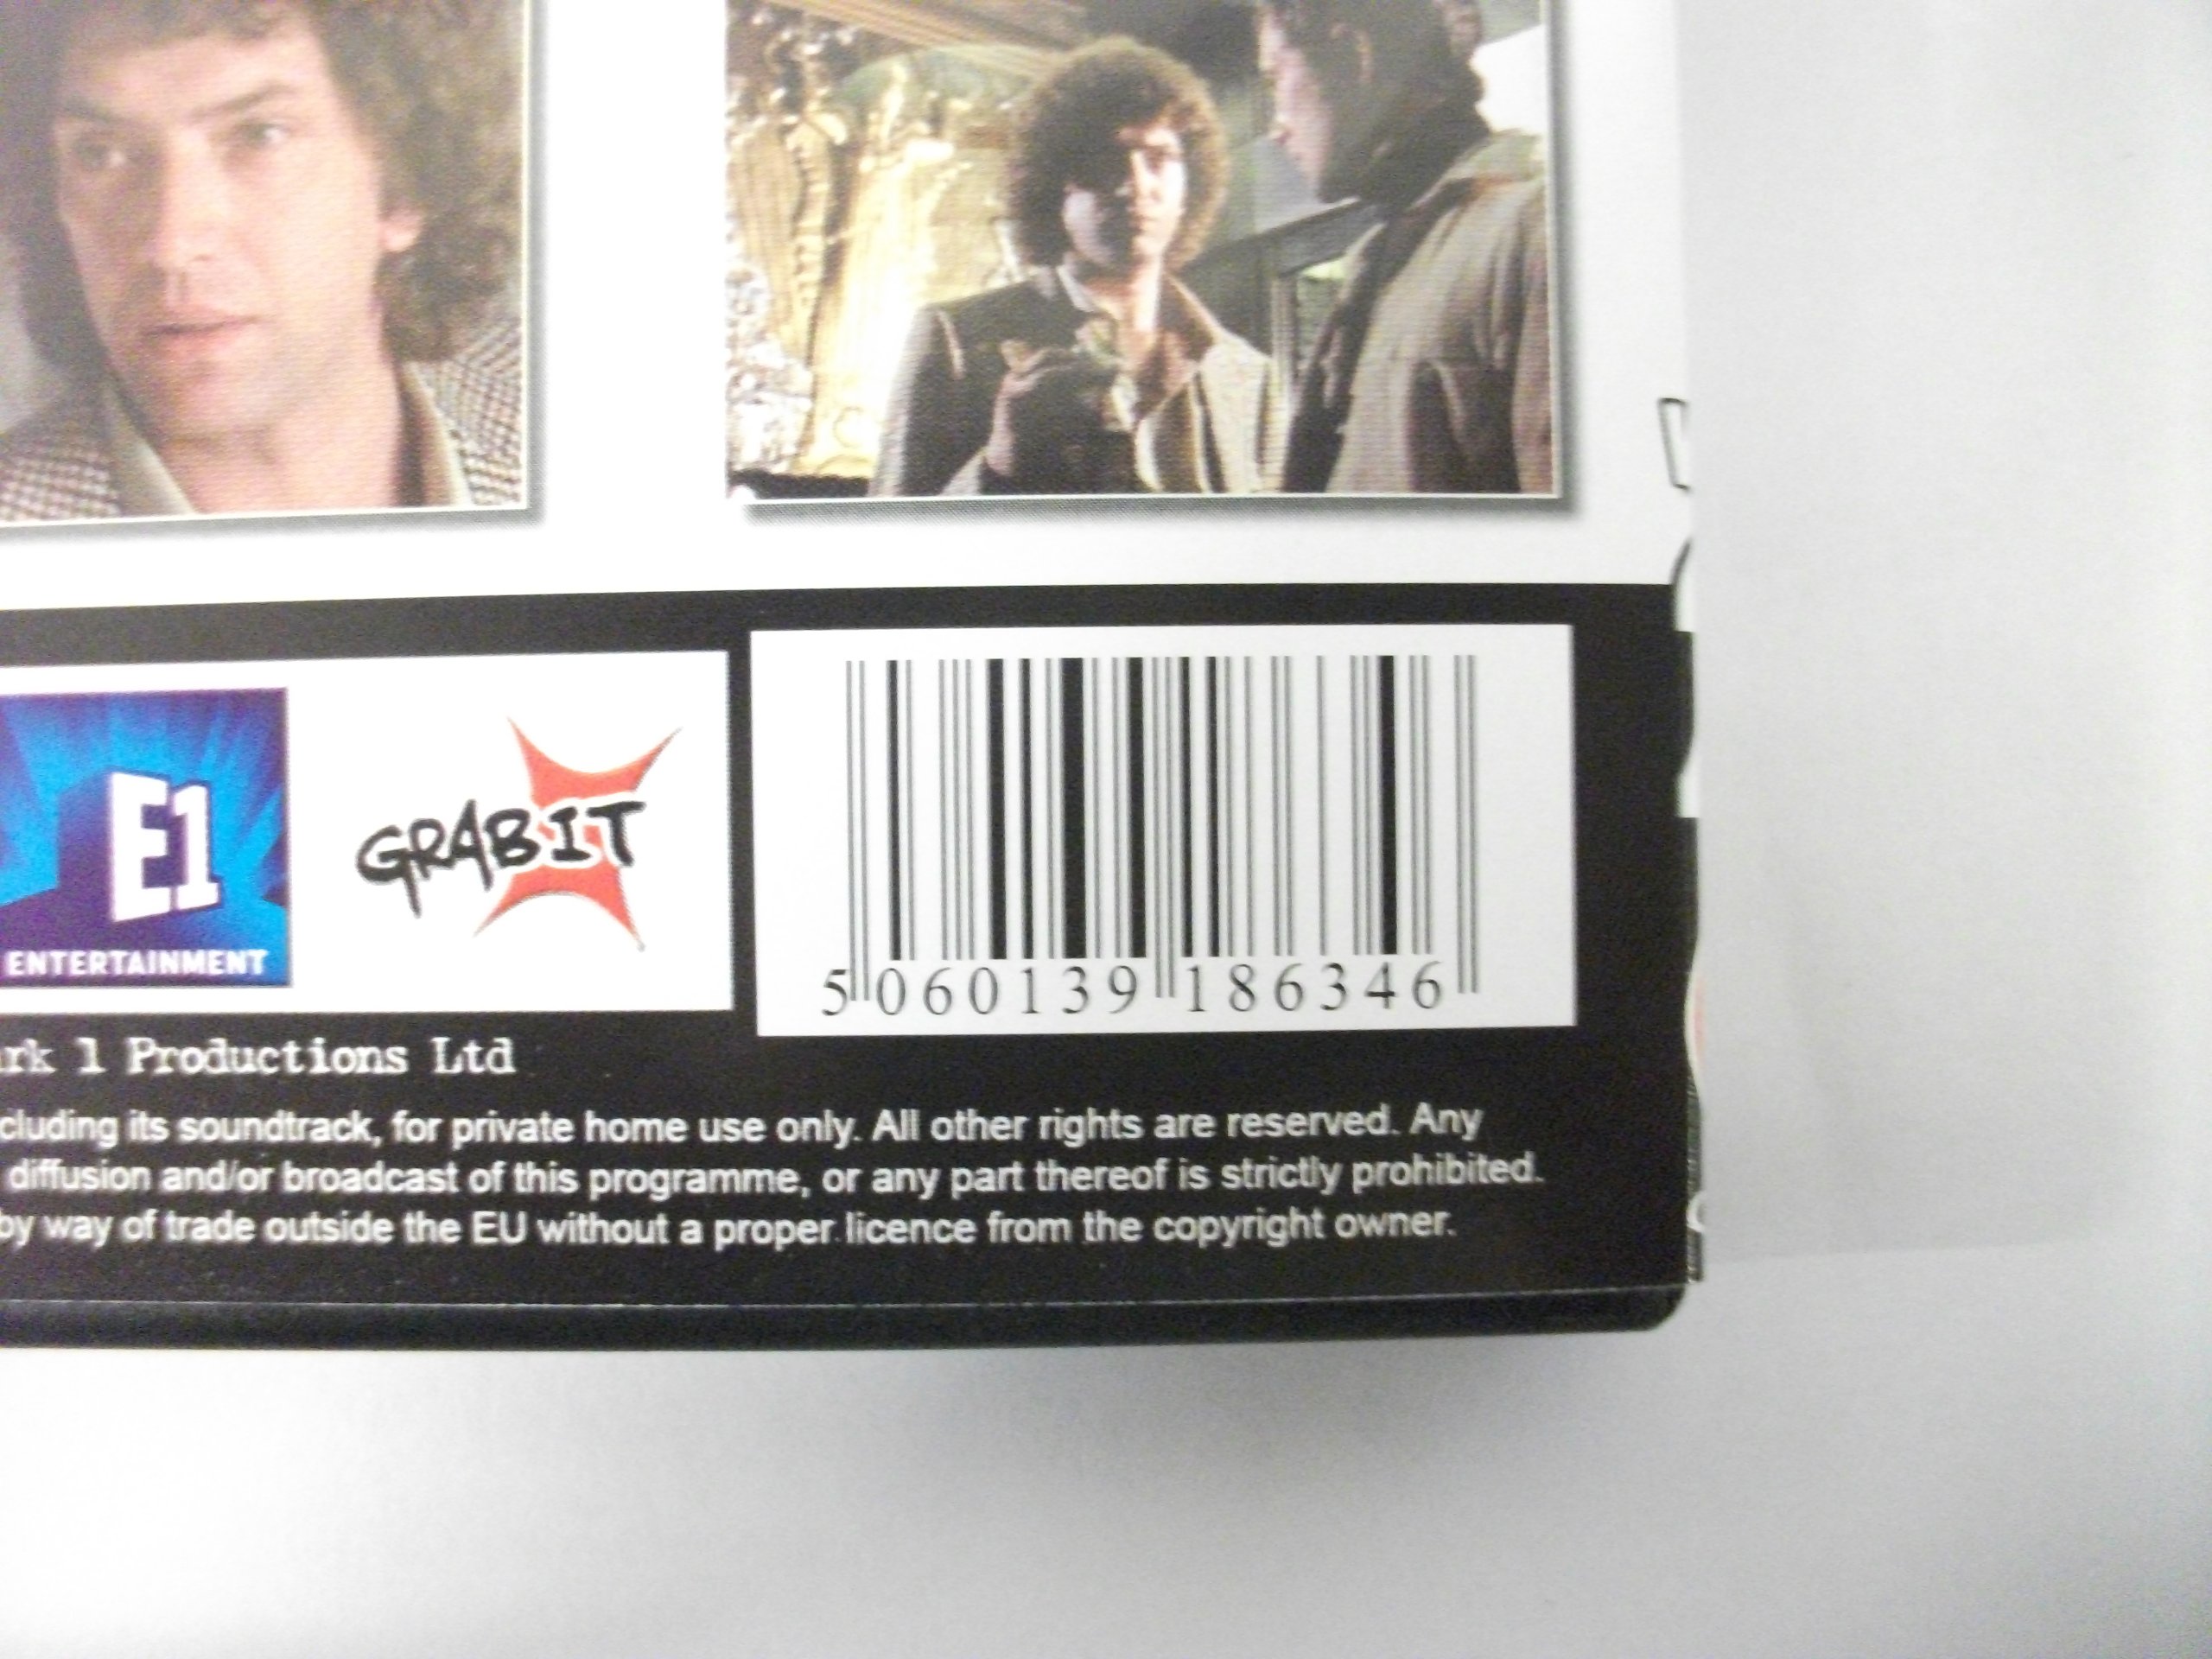 E1
ENTERTAINMENT
GRABIT
5 060139 186346
1 Productions Ltd
its soundtrack, for private home use only. All other rights are reserved. Any
diffusion and/or broadcast of this programme, or any part thereof is strictly prohibited.
by way of trade outside the EU without a proper licence from the copyright owner.